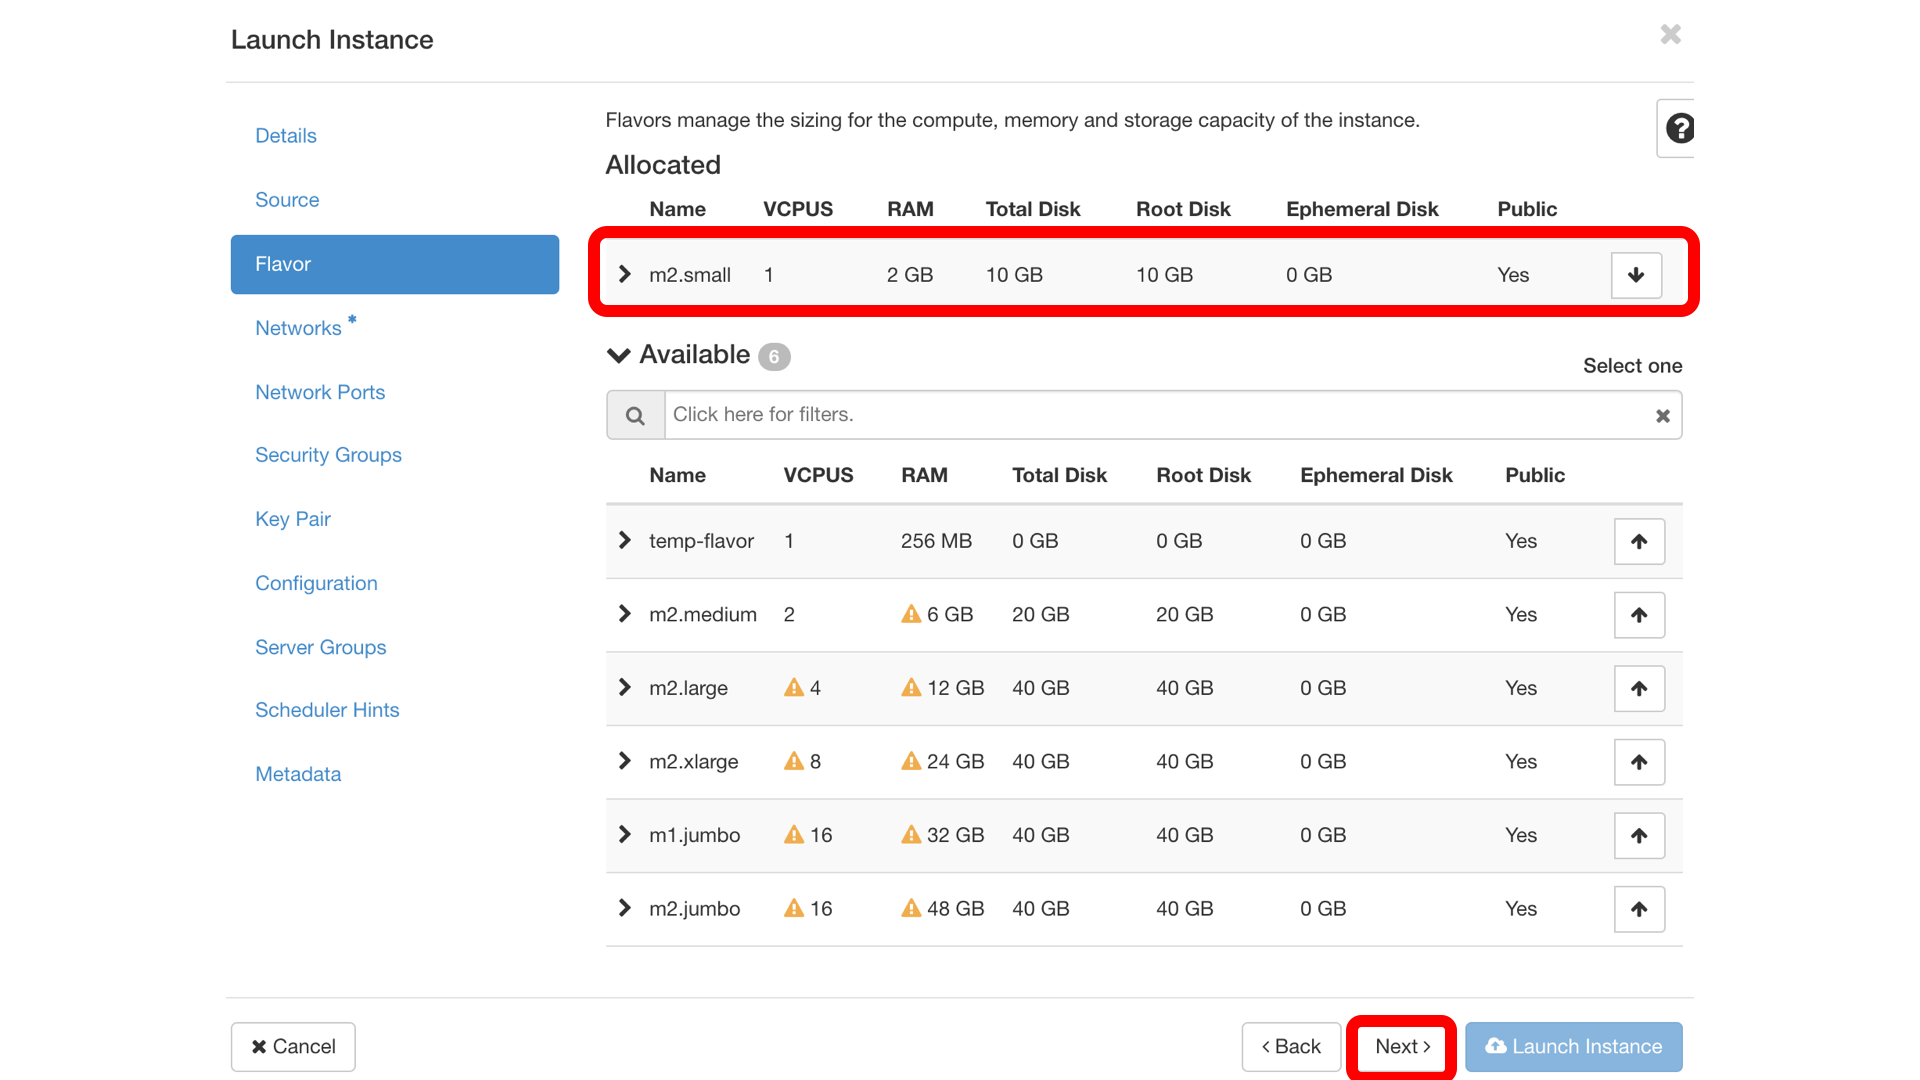 Launch Instance
Details
Source
Flavor
Networks *
Network Ports
Security Groups
Key Pair
Configuration
Server Groups
Scheduler Hints
Metadata
Flavors manage the sizing for the compute, memory and storage capacity of the instance.
Allocated
Name VCPUS RAM Total Disk Root Disk Ephemeral Disk Public
m2.small 1 2 GB 10 GB 10 GB 0 GB Yes
Available 6
Select one
Click here for filters.
Name VCPUS RAM Total Disk Root Disk Ephemeral Disk Public
temp-flavor 1 256 MB 0 GB 0 GB 0 GB Yes
m2.medium 2 6 GB 20 GB 20 GB 0 GB Yes
m2.large 4 12 GB 40 GB 40 GB 0 GB Yes
m2.xlarge 8 24 GB 40 GB 40 GB 0 GB Yes
m1.jumbo 16 32 GB 40 GB 40 GB 0 GB Yes
m2.jumbo 16 48 GB 40 GB 40 GB 0 GB Yes
Cancel
‹ Back
Next ›
Launch Instance